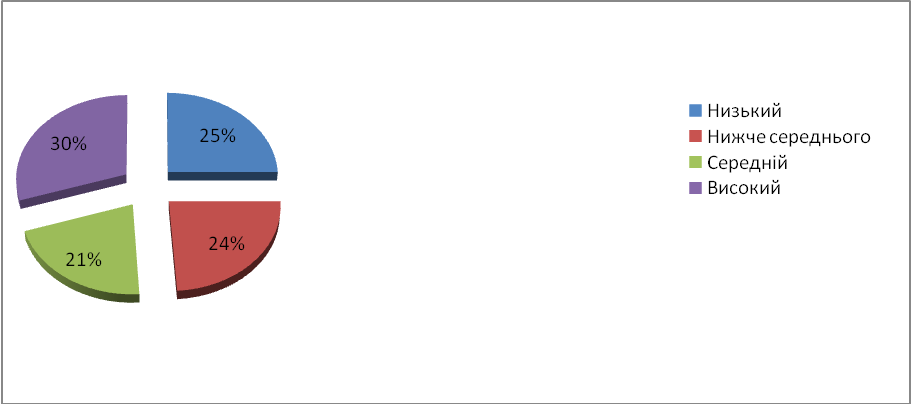 30%
25%
21%
24%
Низький
Нижче середнього
Середній
Високий